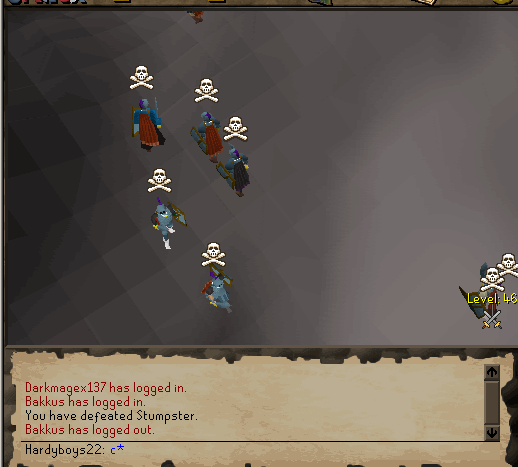 Level: 46
Darkmagex137 has logged in.
Bakkus has logged in.
You have defeated Stumpster.
Bakkus has logged out.
Hardyboys22: c*